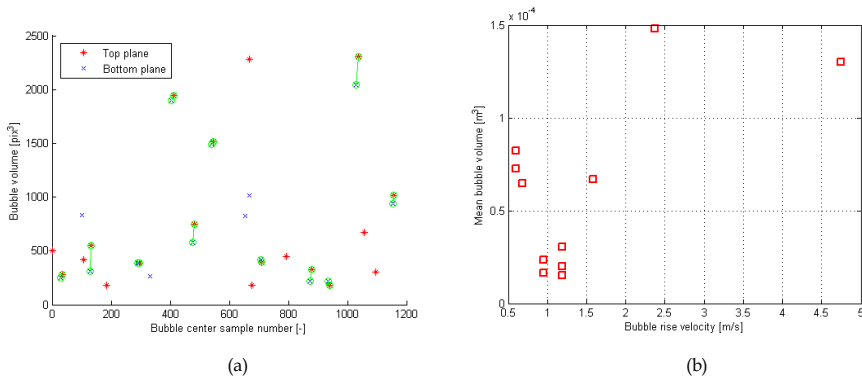 2500
2000
1500
1000
500
0
Bubble volume [pix³]
Top plane
Bottom plane
0 200 400 600 800 1000 1200
Bubble center sample number [-]
(a)
x 10⁻⁴
1.5
1
0.5
0
Mean bubble volume [m³]
0.5 1 1.5 2 2.5 3 3.5 4 4.5 5
Bubble rise velocity [m/s]
(b)